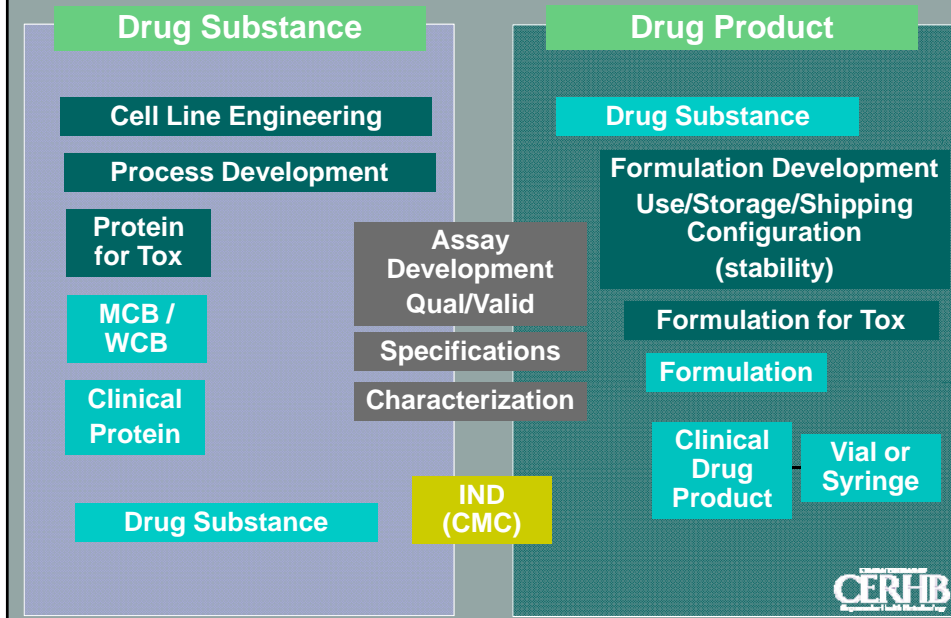 Drug Substance
Cell Line Engineering
Process Development
Protein
for Tox
MCB /
WCB
Clinical
Protein
Drug Substance
Assay
Development
Qual/Valid
Specifications
Characterization
IND
(CMC)
Drug Product
Drug Substance
Formulation Development
Use/Storage/Shipping
Configuration
(stability)
Formulation for Tox
Formulation
Clinical
Drug
Product
Vial or
Syringe
CERHB